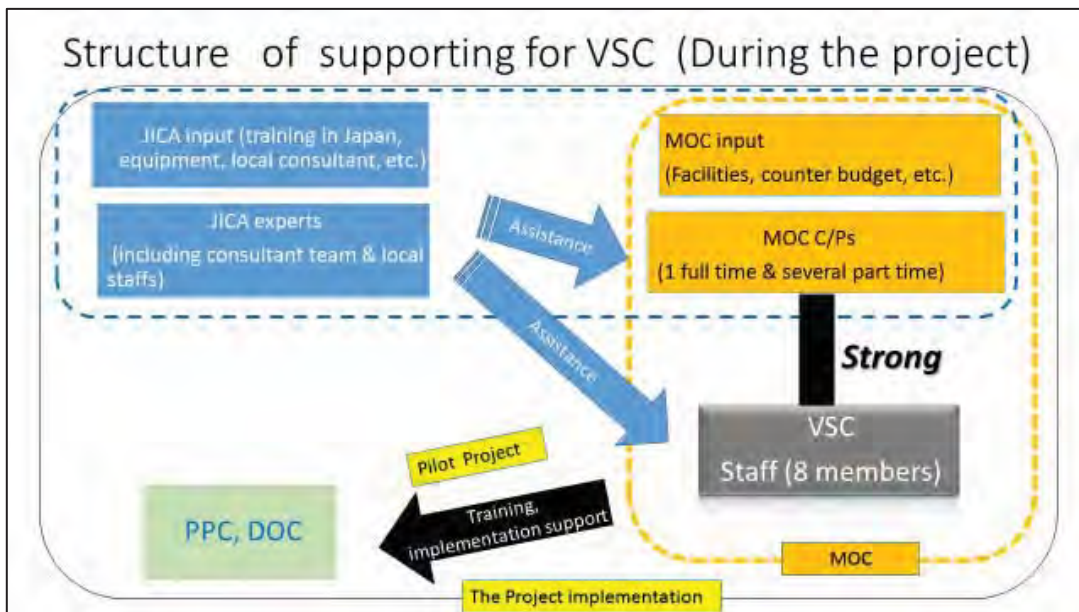 Structure of supporting for VSC (During the project)
JICA input (training in Japan,
equipment, local consultant, etc.)
JICA experts
(including consultant team & local
staffs)
Assistance
Assistance
MOC input
(Facilities, counter budget, etc.)
MOC C/Ps
(1 full time & several part time)
Strong
VSC
Staff (8 members)
Pilot Project
Training,
implementation support
PPC, DOC
MOC
The Project implementation